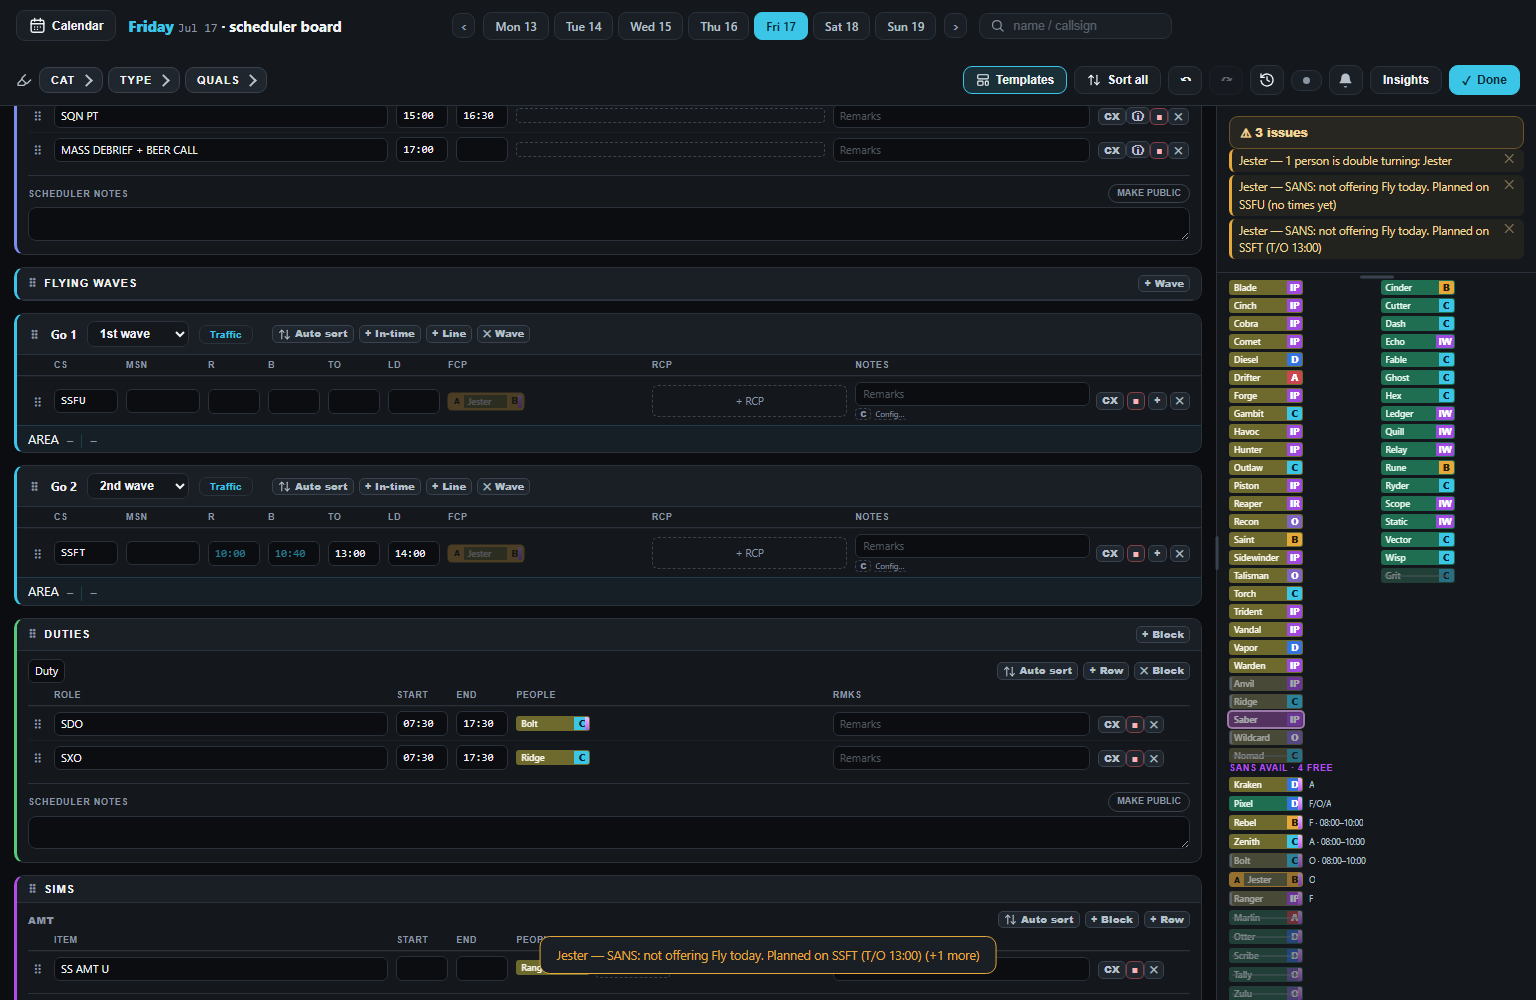 Calendar
Friday Jul 17 · scheduler board
‹ Mon 13 Tue 14 Wed 15 Thu 16 Fri 17 Sat 18 Sun 19 ›
name / callsign
CAT TYPE QUALS
Templates Sort all Insights ✓ Done
SQN PT 15:00 16:30 Remarks CX
MASS DEBRIEF + BEER CALL 17:00 Remarks CX
SCHEDULER NOTES MAKE PUBLIC
FLYING WAVES + Wave
Go 1 1st wave Traffic Auto sort + In-time + Line × Wave
CS MSN R B TO LD FCP RCP NOTES
SSFU A Jester B + RCP Remarks CX
C Config...
AREA – | –
Go 2 2nd wave Traffic Auto sort + In-time + Line × Wave
CS MSN R B TO LD FCP RCP NOTES
SSFT 10:00 10:40 13:00 14:00 A Jester B + RCP Remarks CX
C Config...
AREA – | –
DUTIES + Block
Duty Auto sort + Row × Block
ROLE START END PEOPLE RMKS
SDO 07:30 17:30 Bolt C Remarks CX
SXO 07:30 17:30 Ridge C Remarks CX
SCHEDULER NOTES MAKE PUBLIC
SIMS
AMT Auto sort + Block + Row
ITEM START END
SS AMT U CX
Jester — SANS: not offering Fly today. Planned on SSFT (T/O 13:00) (+1 more)
⚠ 3 issues
Jester — 1 person is double turning: Jester
Jester — SANS: not offering Fly today. Planned on
SSFU (no times yet)
Jester — SANS: not offering Fly today. Planned on
SSFT (T/O 13:00)
Blade IP
Cinch IP
Cobra IP
Comet IP
Diesel D
Drifter A
Forge IP
Gambit C
Havoc IP
Hunter IP
Outlaw C
Piston IP
Reaper IR
Recon O
Saint B
Sidewinder IP
Talisman O
Torch C
Trident IP
Vandal IP
Vapor D
Warden IP
Anvil IP
Ridge C
Saber IP
Wildcard O
Nomad C
Cinder B
Cutter C
Dash C
Echo IW
Fable C
Ghost C
Hex C
Ledger IW
Quill IW
Relay IW
Rune B
Ryder C
Scope IW
Static IW
Vector C
Wisp C
Grit C
SANS AVAIL · 4 FREE
Kraken D A
Pixel D F/O/A
Rebel B F · 08:00–10:00
Zenith C A · 08:00–10:00
Bolt C O · 08:00–10:00
A Jester B O
Ranger IP F
Marlin A
Otter D
Scribe D
Tally O
Zulu O